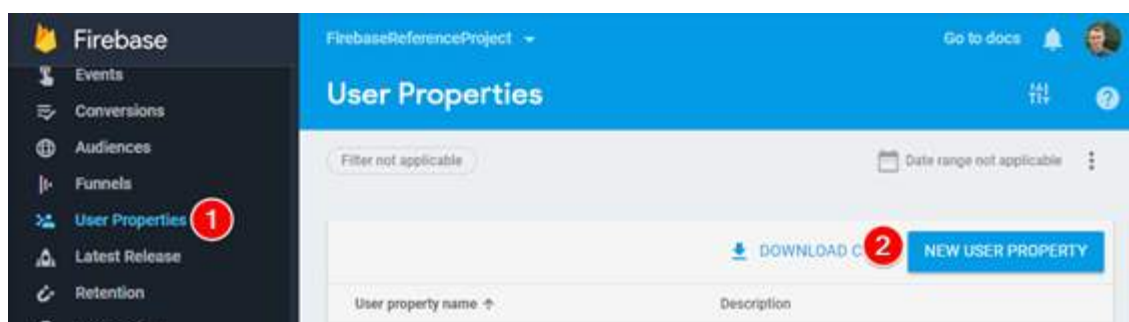 Firebase
Events
Conversions
Audiences
Funnels
User Properties 1
Latest Release
Retention
FirebaseReferenceProject
Go to docs
User Properties
Filter not applicable
Date range not applicable
DOWNLOAD C
2
NEW USER PROPERTY
User property name ↑
Description